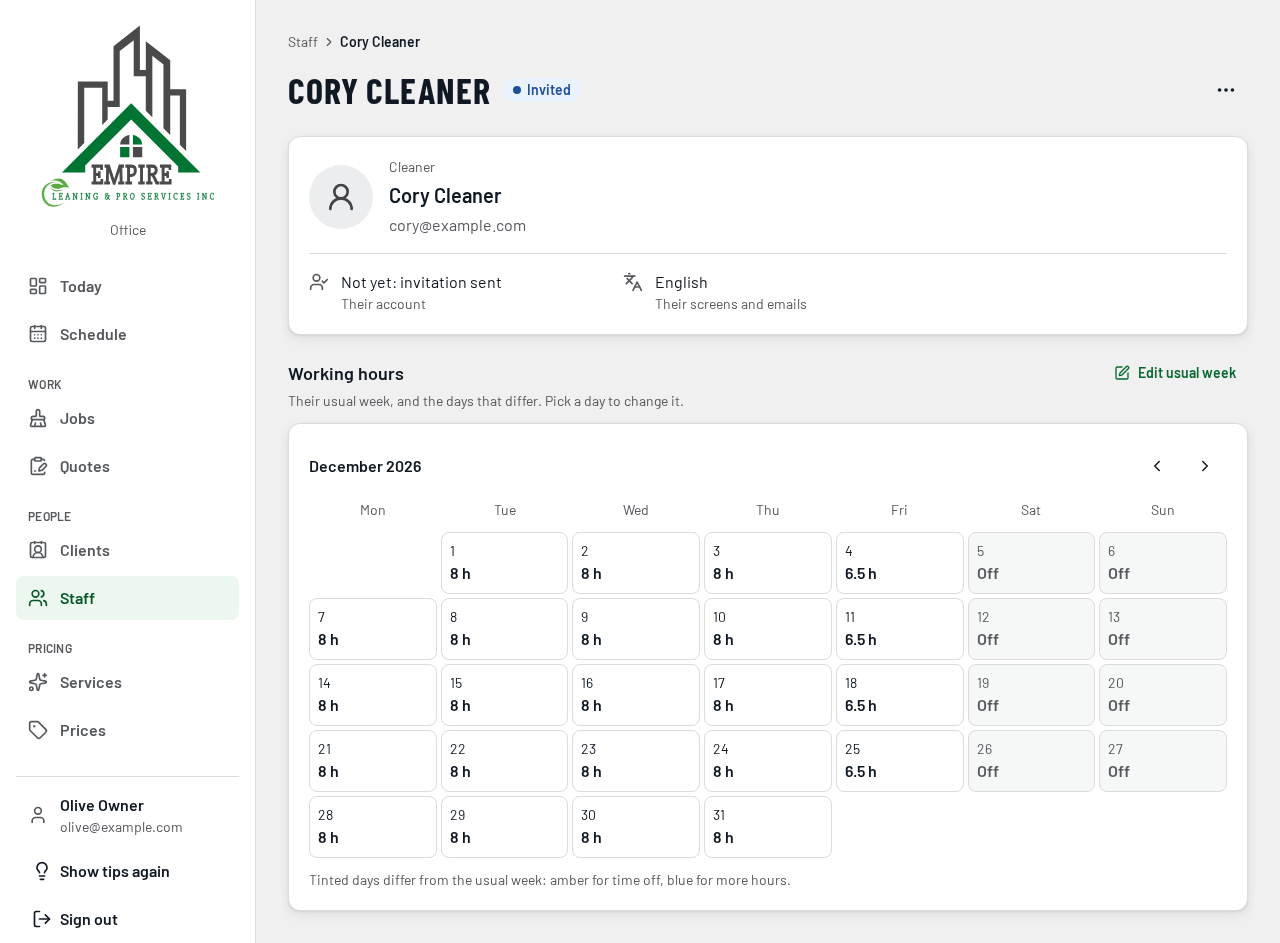 EMPIRE
LEANING & PRO SERVICES INC
Office
Today
Schedule
WORK
Jobs
Quotes
PEOPLE
Clients
Staff
PRICING
Services
Prices
Olive Owner
olive@example.com
Show tips again
Sign out
Staff > Cory Cleaner
CORY CLEANER
Invited
Cleaner
Cory Cleaner
cory@example.com
Not yet: invitation sent
Their account
English
Their screens and emails
Working hours
Edit usual week
Their usual week, and the days that differ. Pick a day to change it.
December 2026
Mon Tue Wed Thu Fri Sat Sun
1 2 3 4 5 6
8 h 8 h 8 h 6.5 h Off Off
7 8 9 10 11 12 13
8 h 8 h 8 h 8 h 6.5 h Off Off
14 15 16 17 18 19 20
8 h 8 h 8 h 8 h 6.5 h Off Off
21 22 23 24 25 26 27
8 h 8 h 8 h 8 h 6.5 h Off Off
28 29 30 31
8 h 8 h 8 h 8 h
Tinted days differ from the usual week: amber for time off, blue for more hours.